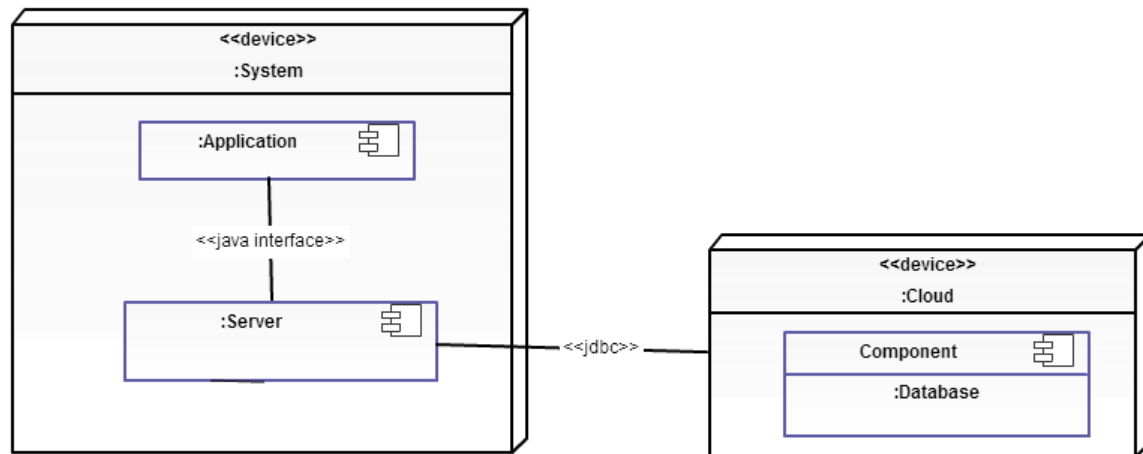 <<device>>
:System
:Application
<<java interface>>
:Server
<<jdbc>>
<<device>>
:Cloud
Component
:Database